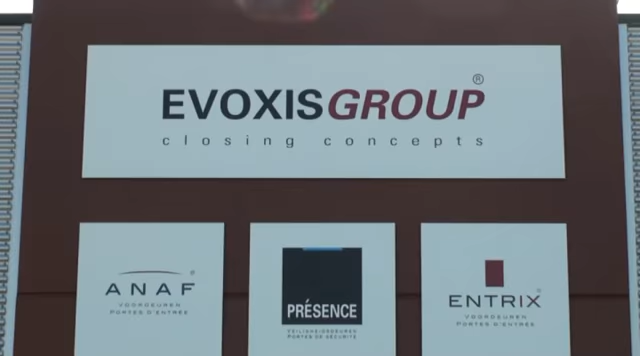 EVOXISGROUP®
closing concepts
ANAF®
VOORDEUREN
PORTES D'ENTRÉE
PRÉSENCE
VEILIGHEIDSDEUREN
PORTES DE SÉCURITÉ
ENTRIX®
VOORDEUREN
PORTES D'ENTRÉE